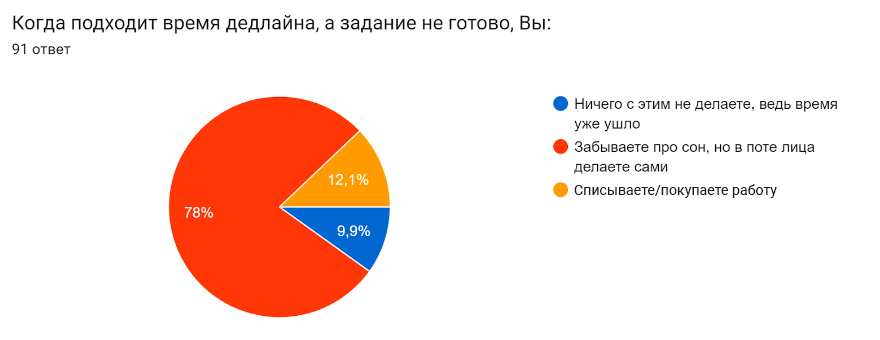 Когда подходит время дедлайна, а задание не готово, Вы:
91 ответ
Ничего с этим не делаете, ведь время
уже ушло
Забываете про сон, но в поте лица
делаете сами
Списываете/покупаете работу
12,1%
78%
9,9%